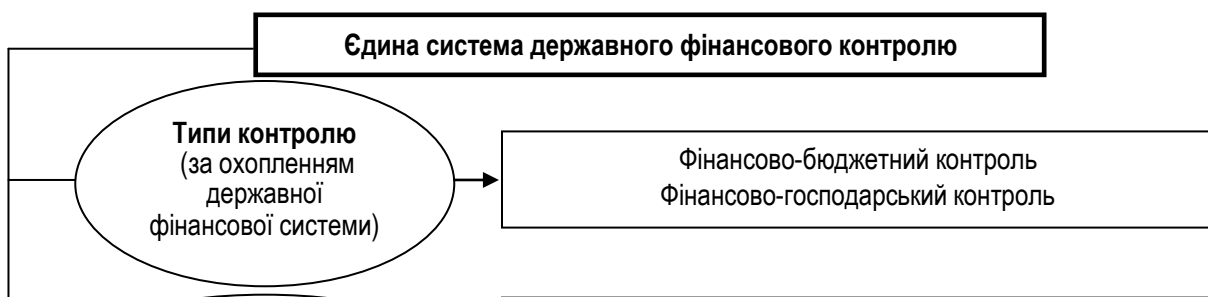 Єдина система державного фінансового контролю
Типи контролю
(за охопленням
державної
фінансової системи)
Фінансово-бюджетний контроль
Фінансово-господарський контроль